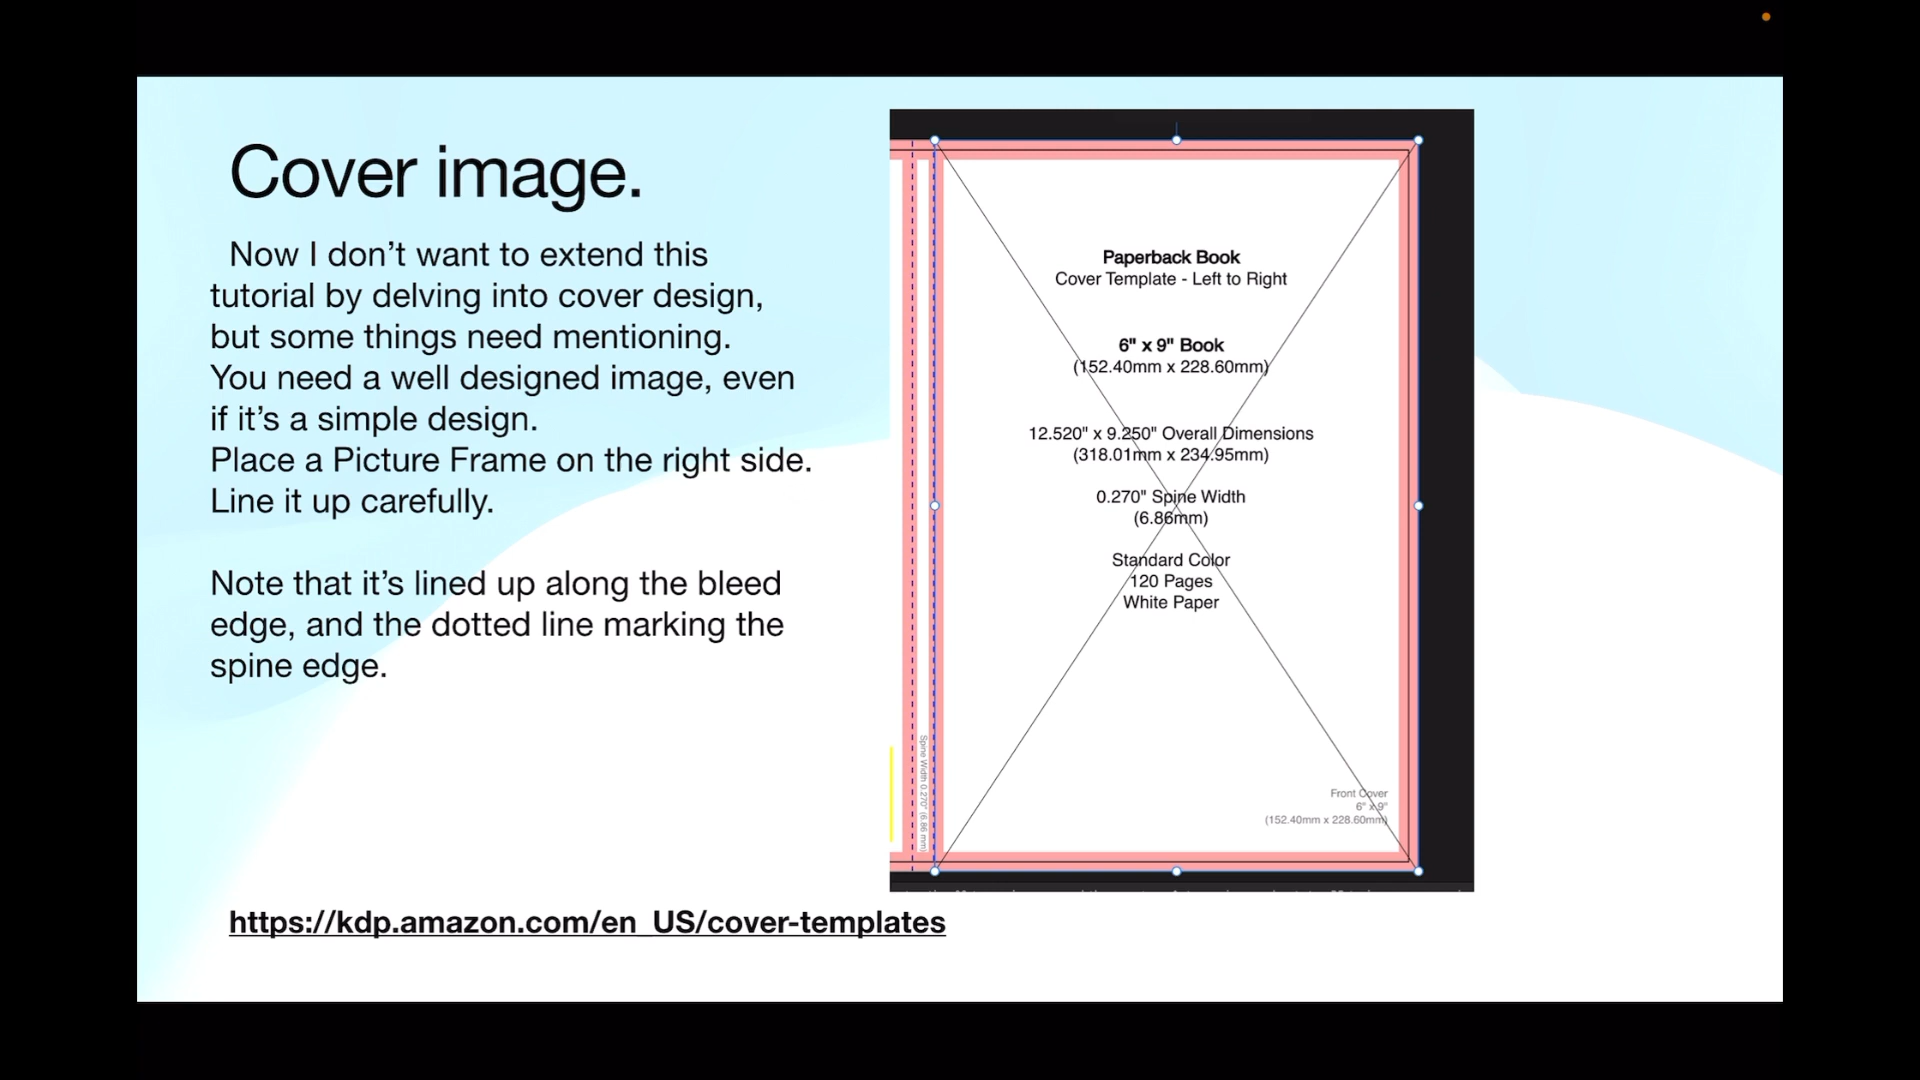 Cover image.
Now I don’t want to extend this
tutorial by delving into cover design,
but some things need mentioning.
You need a well designed image, even
if it’s a simple design.
Place a Picture Frame on the right side.
Line it up carefully.
Note that it’s lined up along the bleed
edge, and the dotted line marking the
spine edge.
https://kdp.amazon.com/en_US/cover-templates
Paperback Book
Cover Template - Left to Right
6" x 9" Book
(152.40mm x 228.60mm)
12.520" x 9.250" Overall Dimensions
(318.01mm x 234.95mm)
0.270" Spine Width
(6.86mm)
Standard Color
120 Pages
White Paper
Spine Width 0.270" (6.86 mm)
Front Cover
6" x 9"
(152.40mm x 228.60mm)